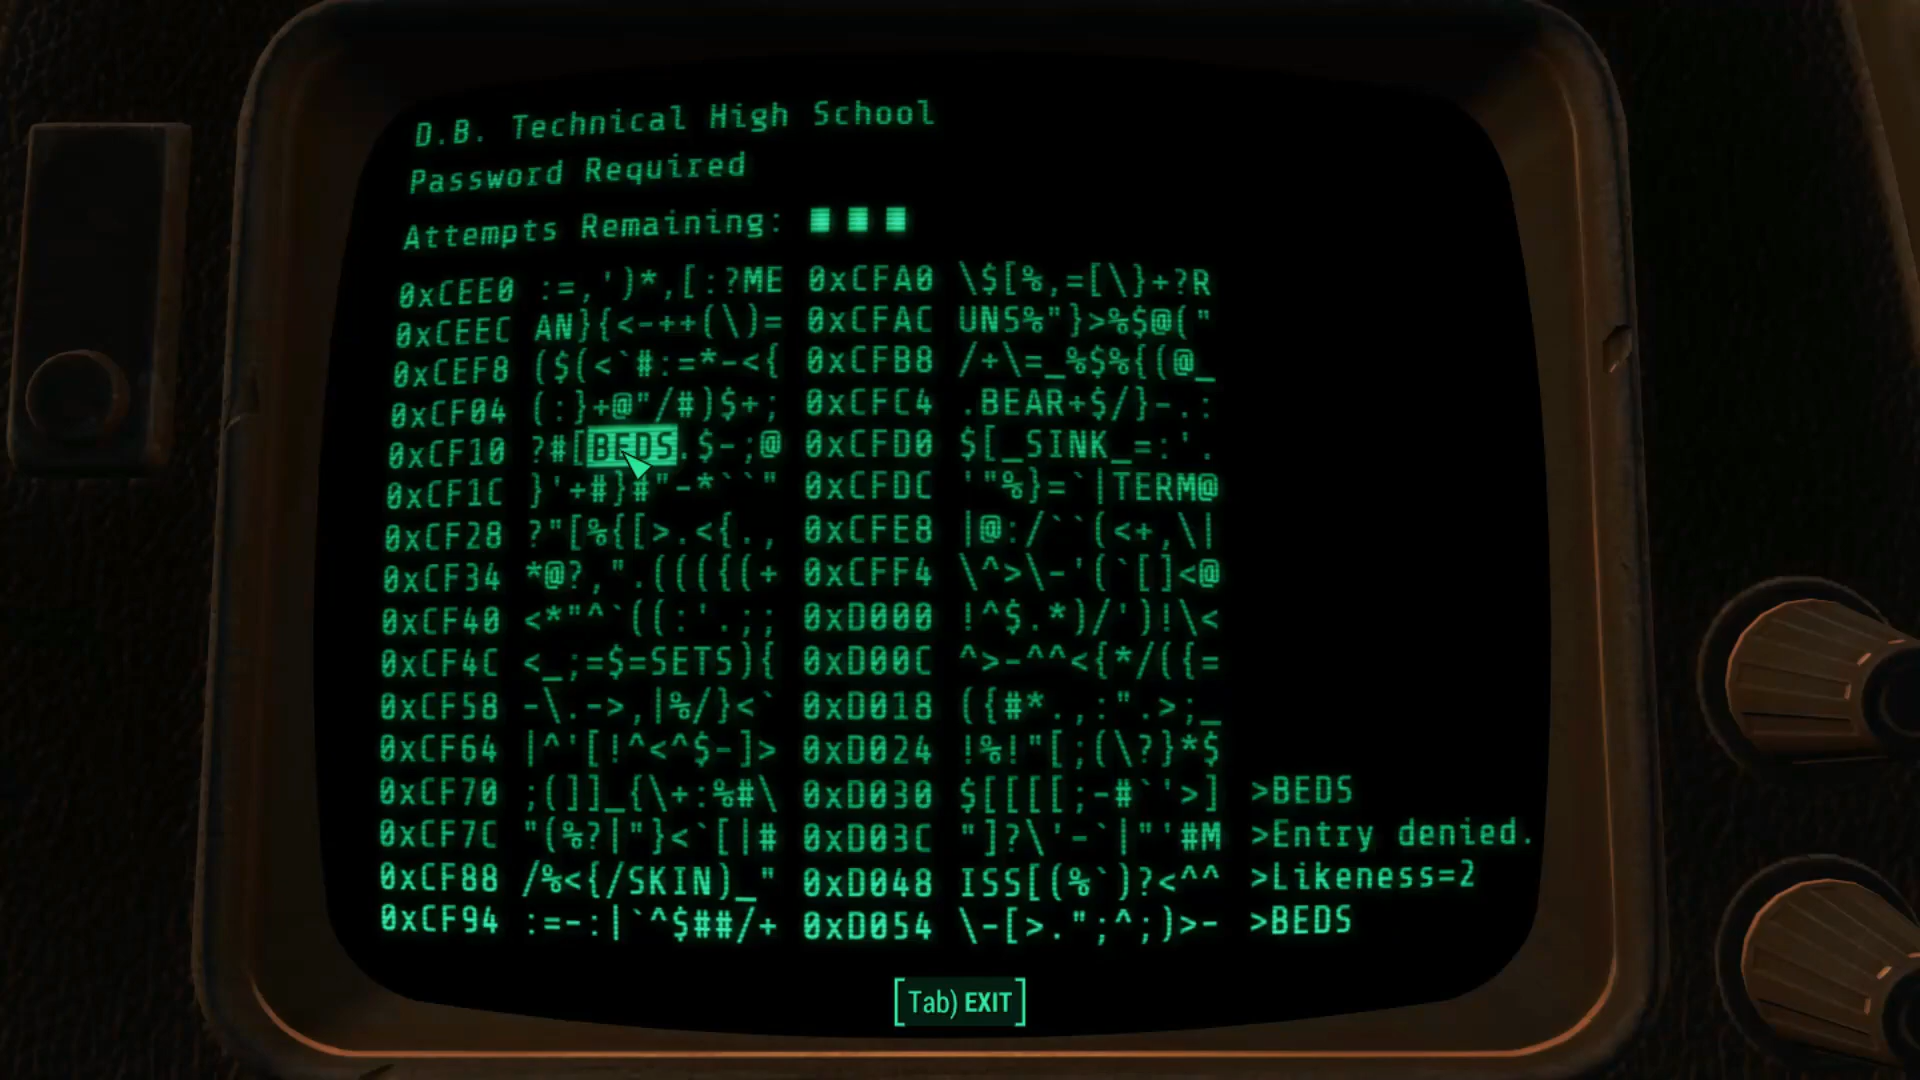 D.B. Technical High School
Password Required
Attempts Remaining: ■ ■ ■
0xCEE0 :=,')*,[:?ME 0xCFA0 \$[%,=[\}+?R
0xCEEC AN}{<-++(\)= 0xCFAC UNS%"}>%$@("
0xCEF8 ($(<`#:=*-<{ 0xCFB8 /+\=_%$%{(@_
0xCF04 (:}+@"/#)$+; 0xCFC4 .BEAR+$/}-.:
0xCF10 ?#[BEDS.$-;@ 0xCFD0 $[_SINK_=:'.
0xCF1C }'+#}#"-*``" 0xCFDC '"%}=`|TERM@
0xCF28 ?"[%{[>.<{., 0xCFE8 |@:/``(<+,\|
0xCF34 *@?,".((({(+ 0xCFF4 \^>\-'(`[]<@
0xCF40 <*"^`((:'.;; 0xD000 !^$.*)/')!\<
0xCF4C <_;=$=SETS){ 0xD00C ^>-^^<{*/({=
0xCF58 -\.->,|%/}<` 0xD018 ({#*.,:".>;_
0xCF64 |^'[!^<^$-]> 0xD024 !%!"[;(\?}*$
0xCF70 ;(]]_{\+:%#\ 0xD030 $[[[[;-#`'>] >BEDS
0xCF7C "(%?|"}<`[|# 0xD03C "]?\'-`|"'#M >Entry denied.
0xCF88 /%<{/SKIN)_" 0xD048 ISS[(%`)?<^^ >Likeness=2
0xCF94 :=-:|`^$##/+ 0xD054 \-[>.";^;)>- >BEDS
[Tab) EXIT]